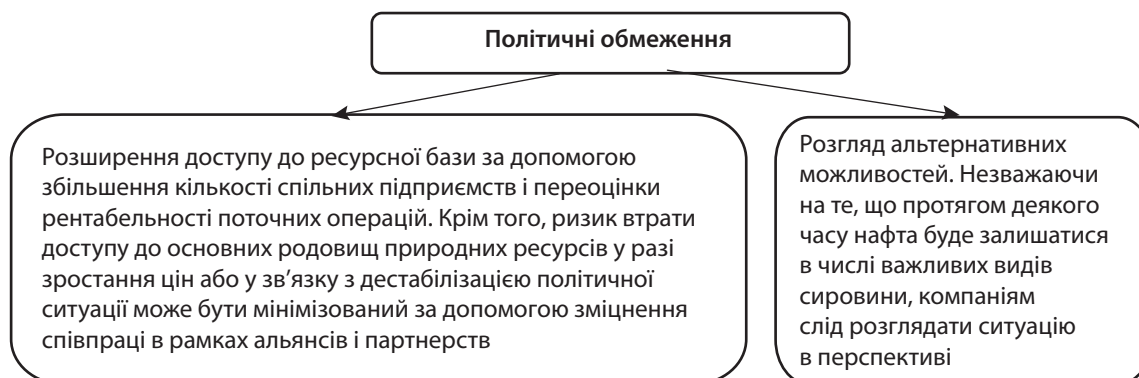 Політичні обмеження
Розширення доступу до ресурсної бази за допомогою
збільшення кількості спільних підприємств і переоцінки
рентабельності поточних операцій. Крім того, ризик втрати
доступу до основних родовищ природних ресурсів у разі
зростання цін або у зв’язку з дестабілізацією політичної
ситуації може бути мінімізований за допомогою зміцнення
співпраці в рамках альянсів і партнерств
Розгляд альтернативних
можливостей. Незважаючи
на те, що протягом деякого
часу нафта буде залишатися
в числі важливих видів
сировини, компаніям
слід розглядати ситуацію
в перспективі